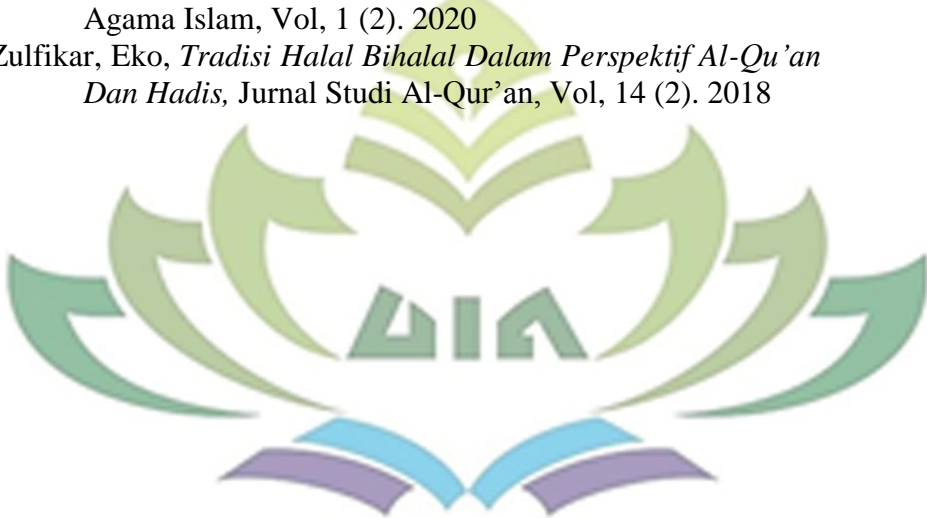 Agama Islam, Vol, 1 (2). 2020
Zulfikar, Eko, Tradisi Halal Bihalal Dalam Perspektif Al-Qu’an
Dan Hadis, Jurnal Studi Al-Qur’an, Vol, 14 (2). 2018